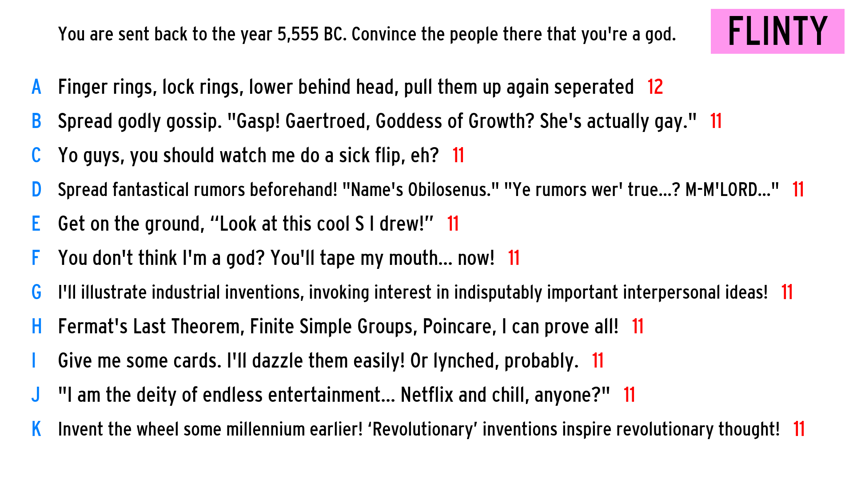 You are sent back to the year 5,555 BC. Convince the people there that you're a god.
FLINTY
A Finger rings, lock rings, lower behind head, pull them up again seperated 12
B Spread godly gossip. "Gasp! Gaertroed, Goddess of Growth? She's actually gay." 11
C Yo guys, you should watch me do a sick flip, eh? 11
D Spread fantastical rumors beforehand! "Name's Obilosenus." "Ye rumors wer' true...? M-M'LORD..." 11
E Get on the ground, “Look at this cool S I drew!” 11
F You don't think I'm a god? You'll tape my mouth... now! 11
G I'll illustrate industrial inventions, invoking interest in indisputably important interpersonal ideas! 11
H Fermat's Last Theorem, Finite Simple Groups, Poincare, I can prove all! 11
I Give me some cards. I'll dazzle them easily! Or lynched, probably. 11
J "I am the deity of endless entertainment... Netflix and chill, anyone?" 11
K Invent the wheel some millennium earlier! ‘Revolutionary’ inventions inspire revolutionary thought! 11